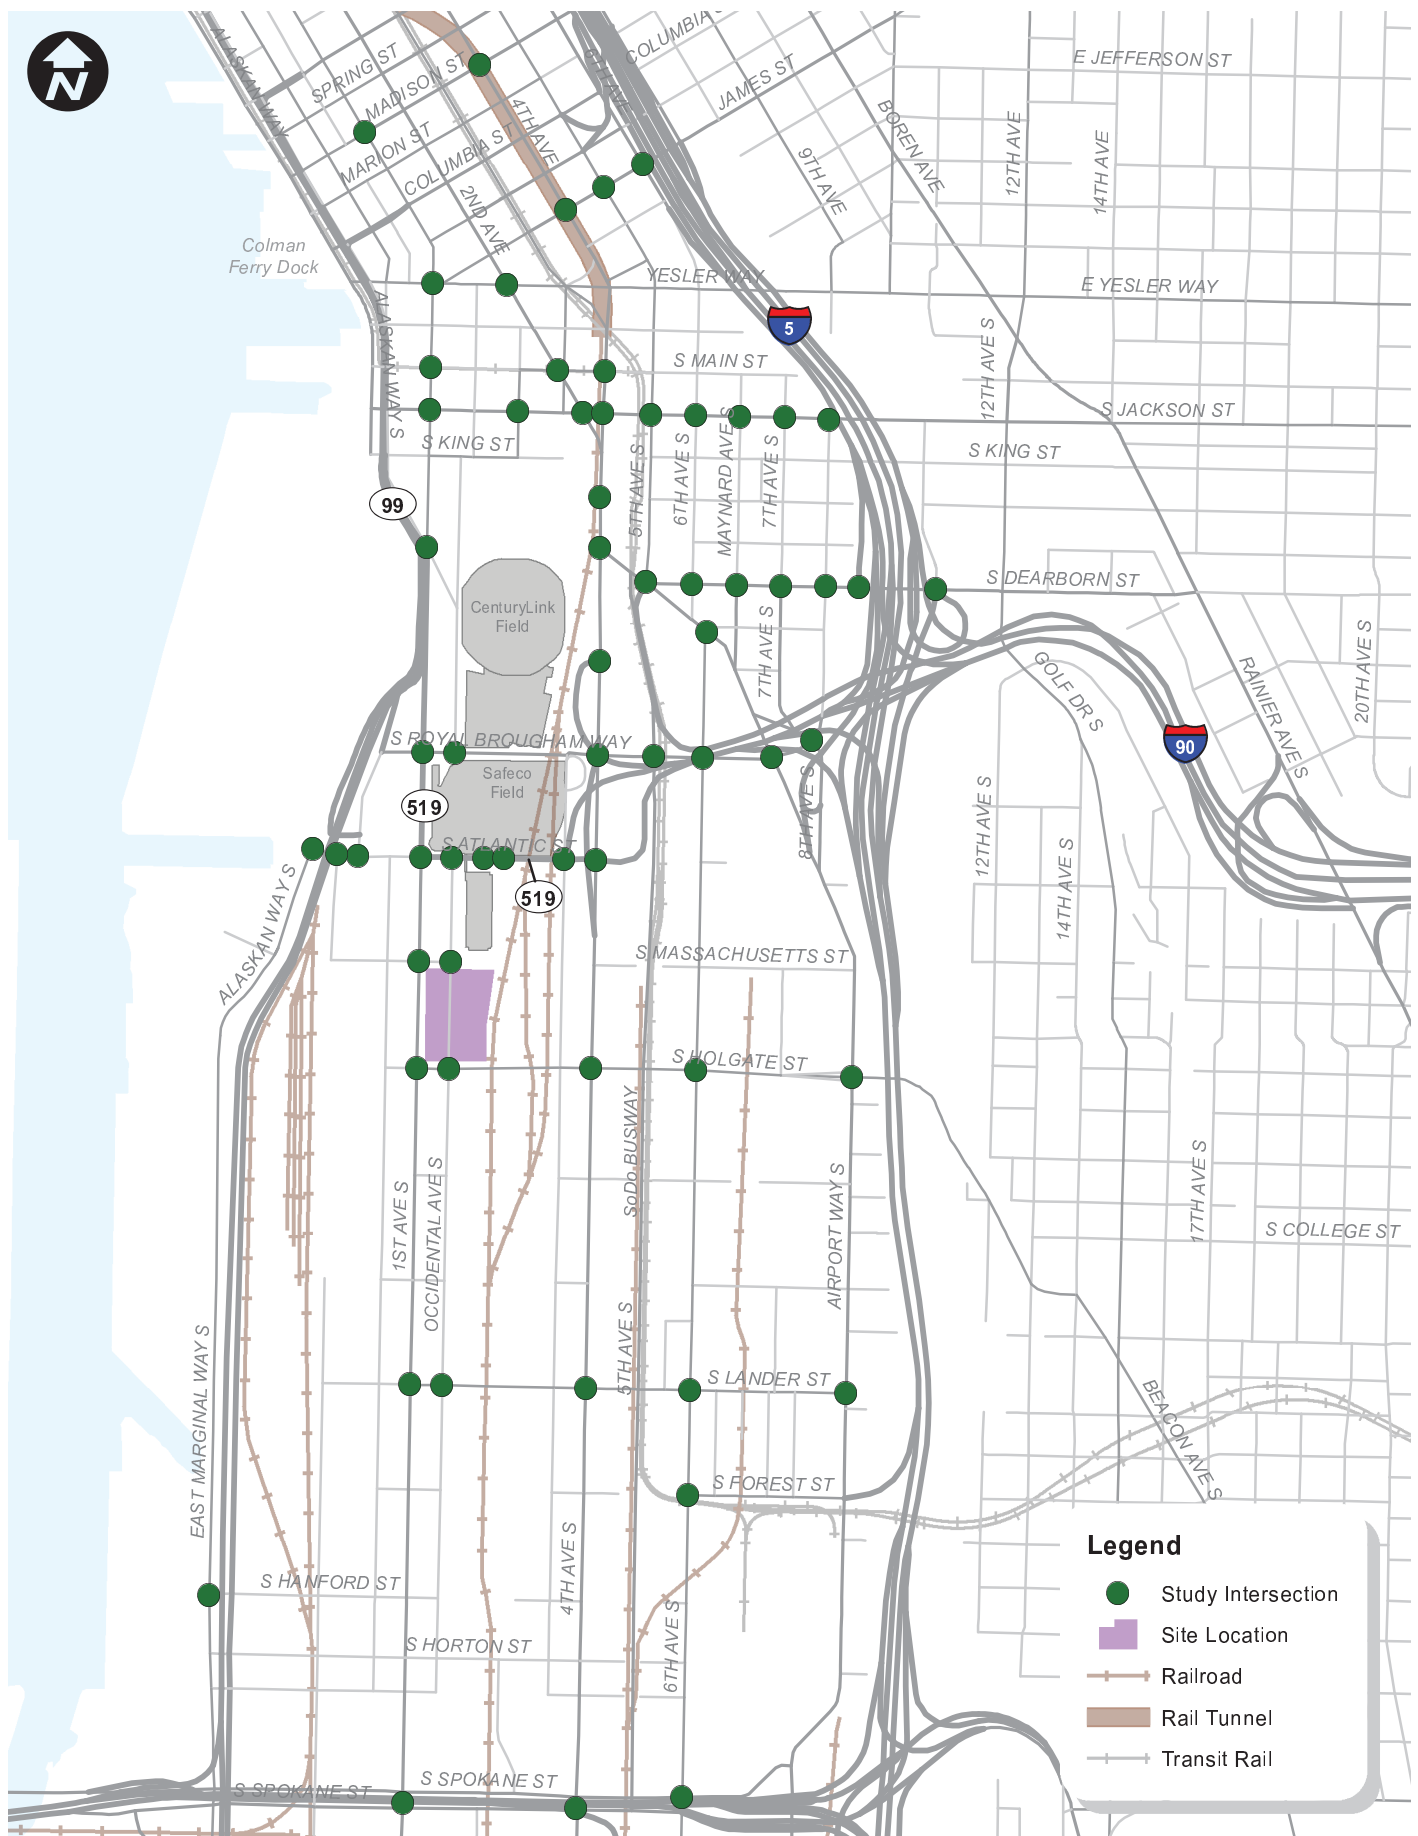 N
ALASKAN WAY
SPRING ST
MADISON ST
MARION ST
COLUMBIA ST
4TH AVE
2ND AVE
6TH AVE
COLUMBIA
JAMES ST
BOREN AVE
9TH AVE
12TH AVE
14TH AVE
E JEFFERSON ST
Colman
Ferry Dock
YESLER WAY
E YESLER WAY
5
ALASKAN WAY S
S MAIN ST
12TH AVE S
S JACKSON ST
S KING ST
S KING ST
5TH AVE S
6TH AVE S
MAYNARD AVE S
7TH AVE S
99
CenturyLink
Field
S DEARBORN ST
7TH AVE S
GOLF DR S
RAINIER AVE S
20TH AVE S
S ROYAL BROUGHAM WAY
90
Safeco
Field
519
8TH AVE S
12TH AVE S
14TH AVE S
S ATLANTIC ST
519
ALASKAN WAY S
S MASSACHUSETTS ST
S HOLGATE ST
SoDo BUSWAY
1ST AVE S
OCCIDENTAL AVE S
AIRPORT WAY S
17TH AVE S
S COLLEGE ST
5TH AVE S
EAST MARGINAL WAY S
S LANDER ST
BEACON AVE S
S FOREST ST
4TH AVE S
S HANFORD ST
S HORTON ST
6TH AVE S
S SPOKANE ST
S SPOKANE ST
Legend
Study Intersection
Site Location
Railroad
Rail Tunnel
Transit Rail